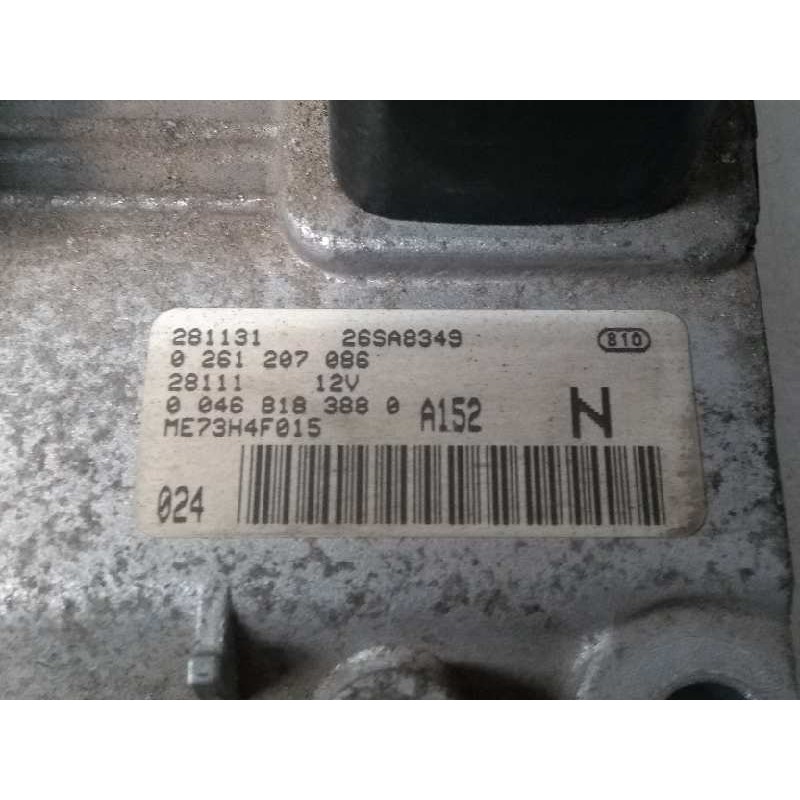 281131 26SA8349 810
0 261 207 086
28111 12V
0 046 818 388 0 A152 N
ME73H4F015
024